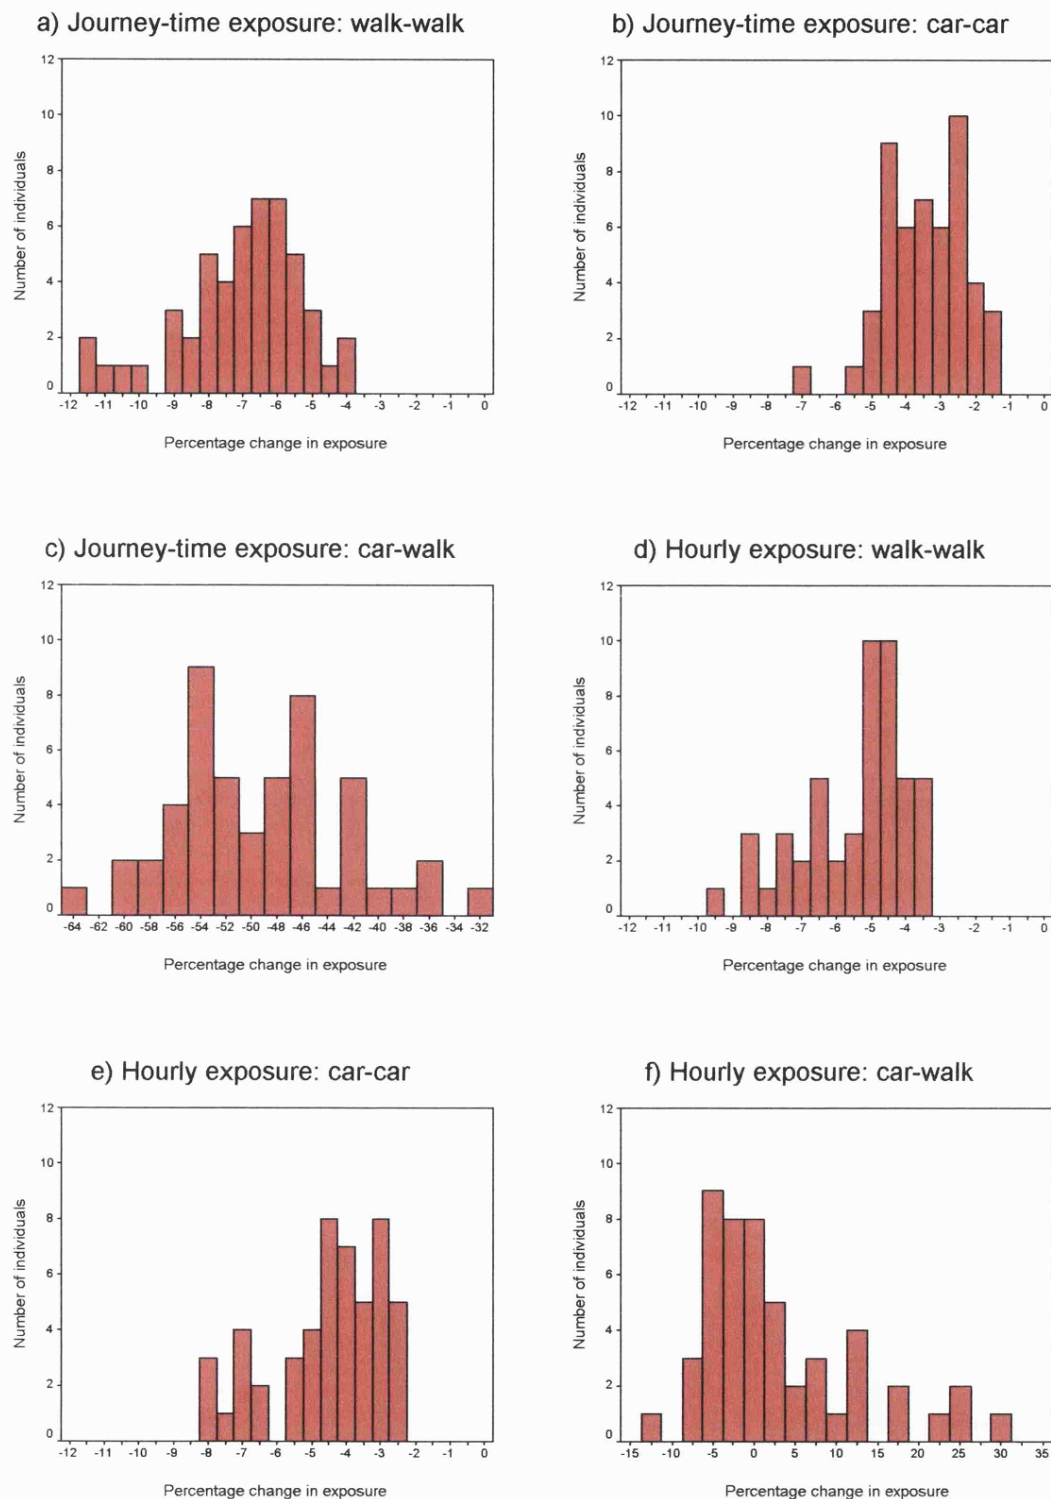 a) Journey-time exposure: walk-walk
12
10
8
6
4
2
0
Number of individuals
-12 -11 -10 -9 -8 -7 -6 -5 -4 -3 -2 -1 0
Percentage change in exposure
b) Journey-time exposure: car-car
12
10
8
6
4
2
0
Number of individuals
-12 -11 -10 -9 -8 -7 -6 -5 -4 -3 -2 -1 0
Percentage change in exposure
c) Journey-time exposure: car-walk
12
10
8
6
4
2
0
Number of individuals
-64 -62 -60 -58 -56 -54 -52 -50 -48 -46 -44 -42 -40 -38 -36 -34 -32
Percentage change in exposure
d) Hourly exposure: walk-walk
12
10
8
6
4
2
0
Number of individuals
-12 -11 -10 -9 -8 -7 -6 -5 -4 -3 -2 -1 0
Percentage change in exposure
e) Hourly exposure: car-car
12
10
8
6
4
2
0
Number of individuals
-12 -11 -10 -9 -8 -7 -6 -5 -4 -3 -2 -1 0
Percentage change in exposure
f) Hourly exposure: car-walk
12
10
8
6
4
2
0
Number of individuals
-15 -10 -5 0 5 10 15 20 25 30 35
Percentage change in exposure